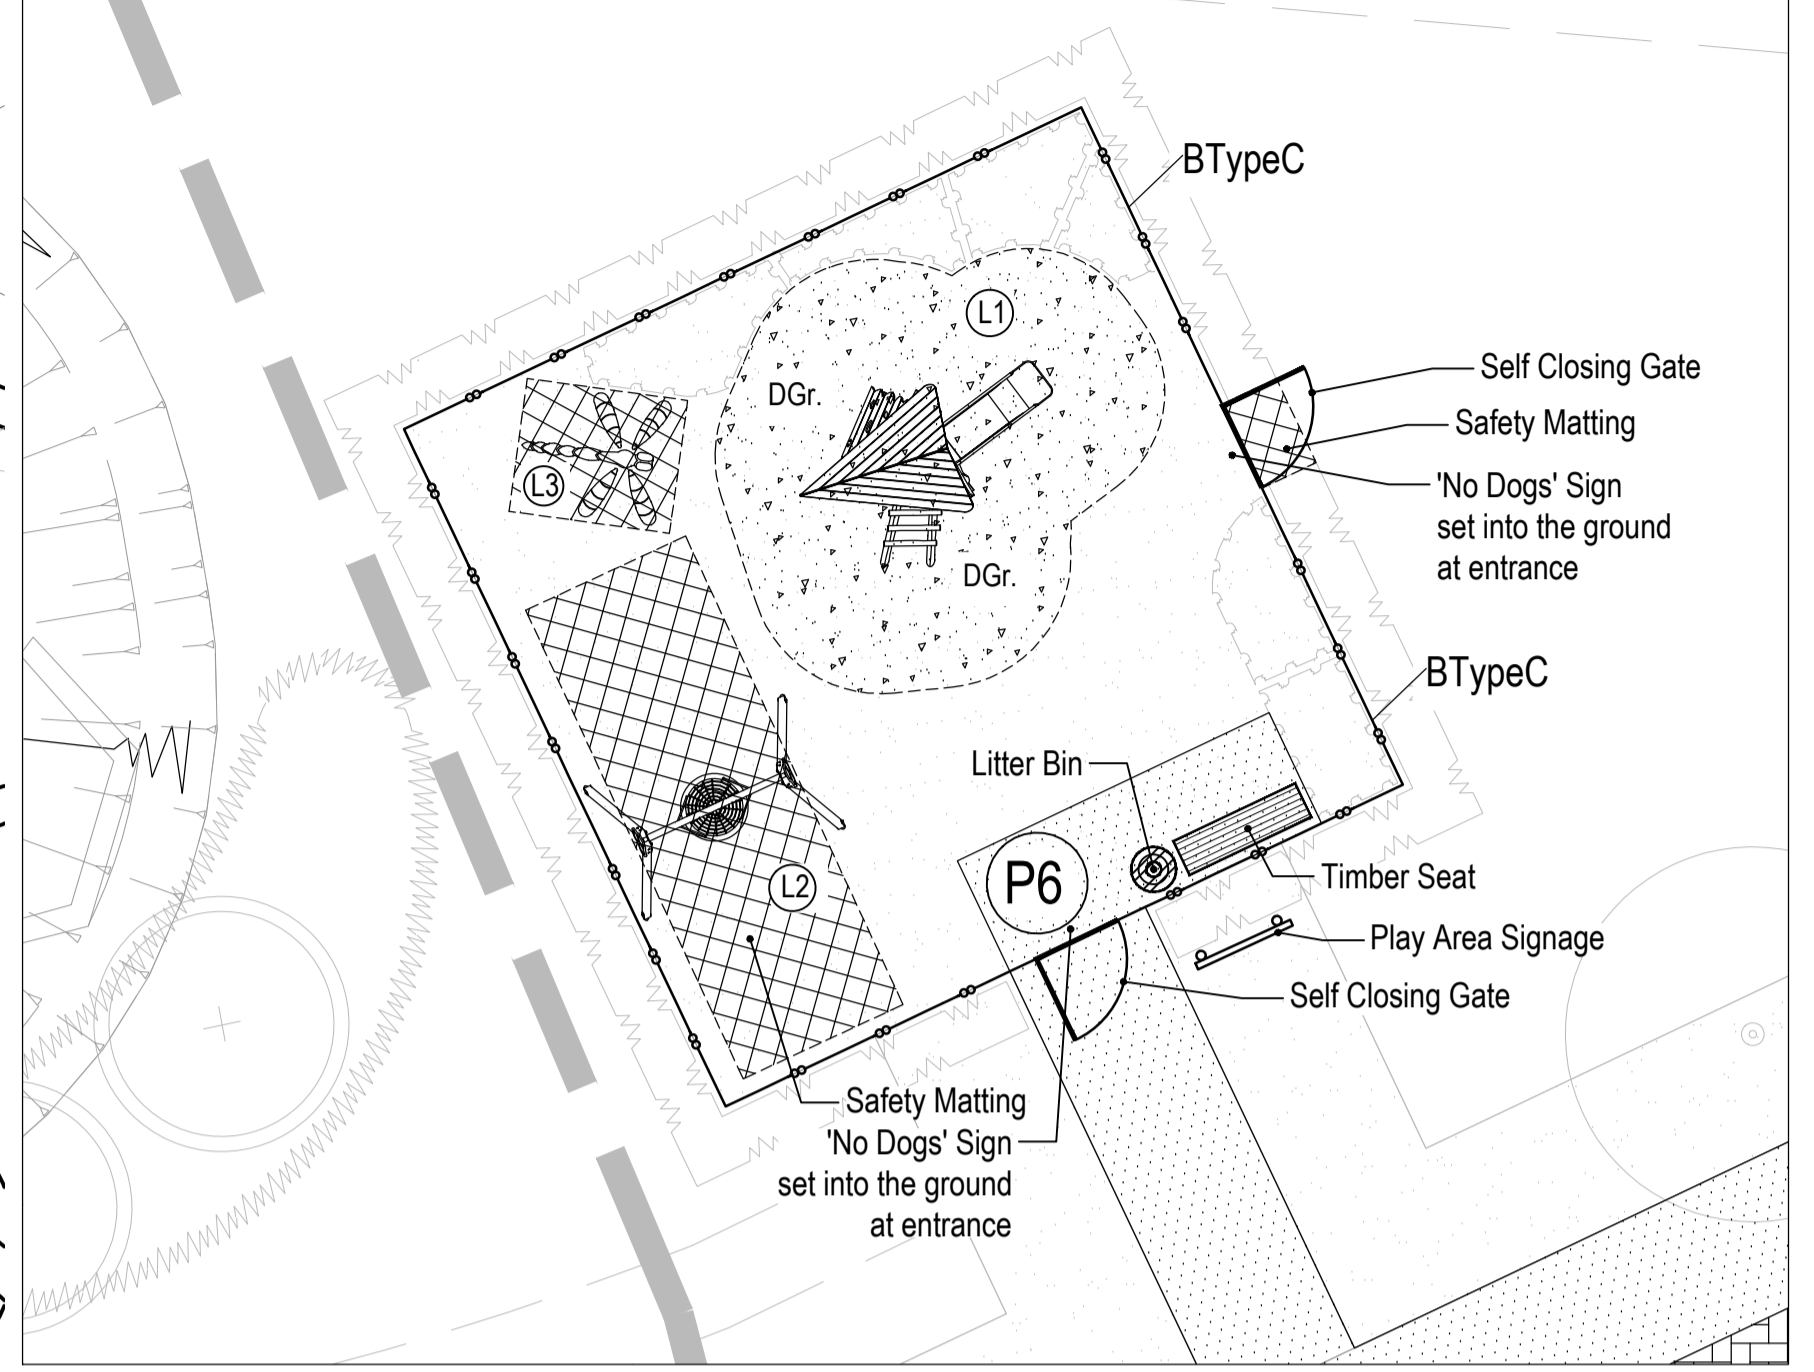 BTypeC
L1
Self Closing Gate
DGr.
Safety Matting
L3
'No Dogs' Sign
set into the ground
at entrance
DGr.
BTypeC
Litter Bin
P6
L2
Timber Seat
Play Area Signage
Self Closing Gate
Safety Matting
'No Dogs' Sign
set into the ground
at entrance